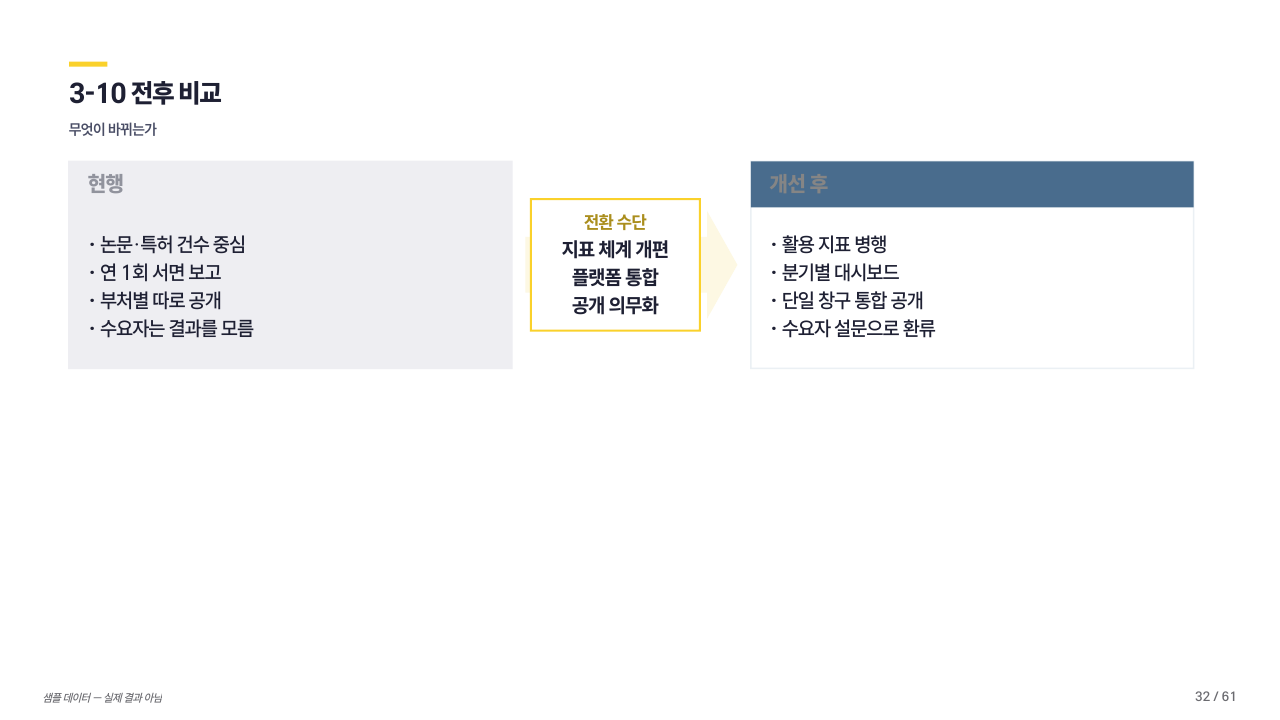 3-10 전후 비교
무엇이 바뀌는가
현행
· 논문·특허 건수 중심
· 연 1회 서면 보고
· 부처별 따로 공개
· 수요자는 결과를 모름
전환 수단
지표 체계 개편
플랫폼 통합
공개 의무화
개선 후
· 활용 지표 병행
· 분기별 대시보드
· 단일 창구 통합 공개
· 수요자 설문으로 환류
샘플 데이터 — 실제 결과 아님
32 / 61